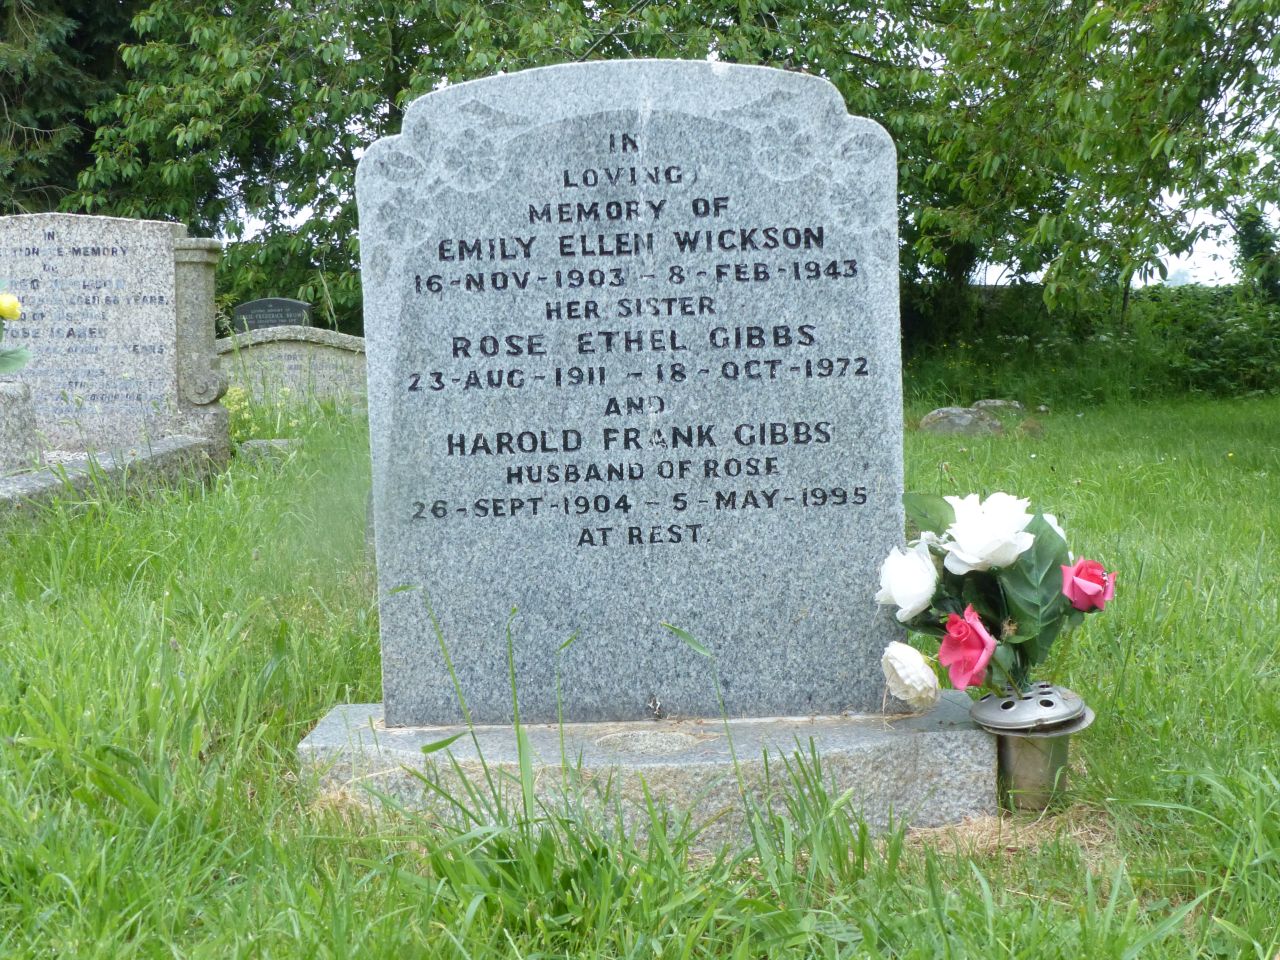 IN
LOVING
MEMORY OF
EMILY ELLEN WICKSON
16-NOV-1903-8-FEB-1943
HER SISTER
ROSE ETHEL GIBBS
23-AUG-1911-18-OCT-1972
AND
HAROLD FRANK GIBBS
HUSBAND OF ROSE
26-SEPT-1904-5-MAY-1995
AT REST.
IN
MEMORY